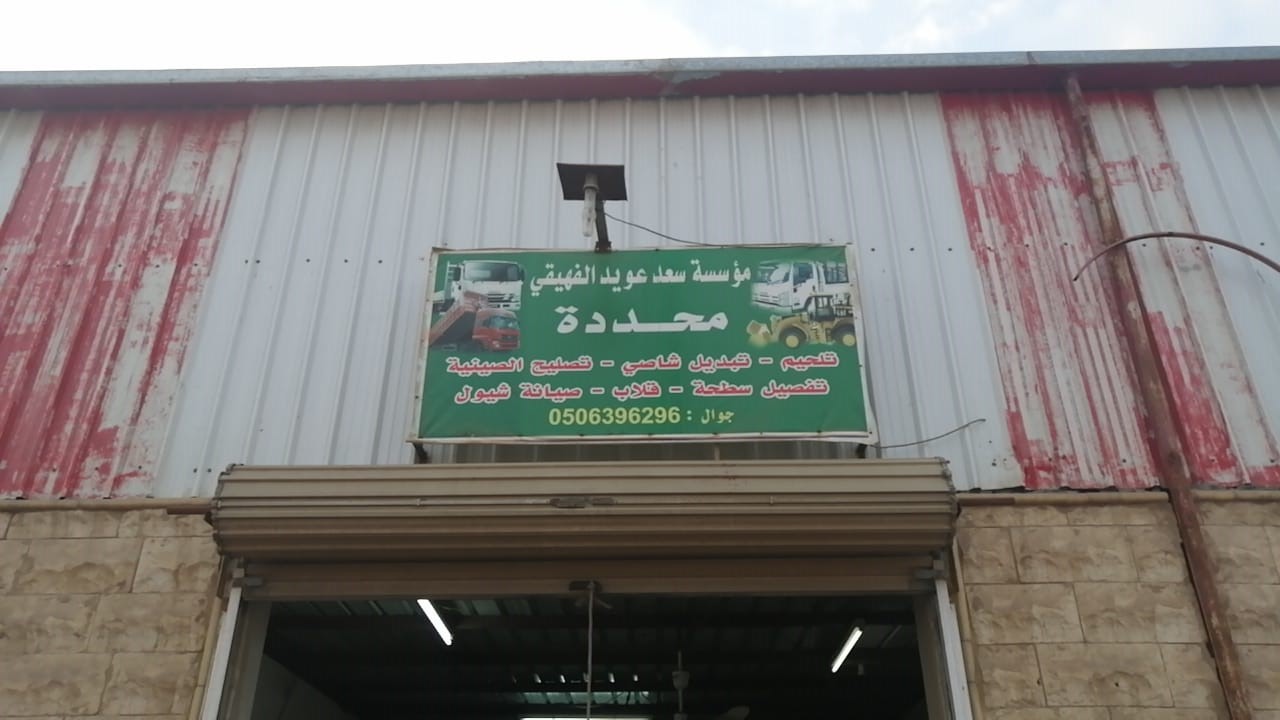 مؤسسة سعد عويد الفهيقي
محددة
تلحيم - تبديل شاصي - تصليح الصينية
تفصيل سطحة - قلاب - صيانة شيول
جوال : 0506396296